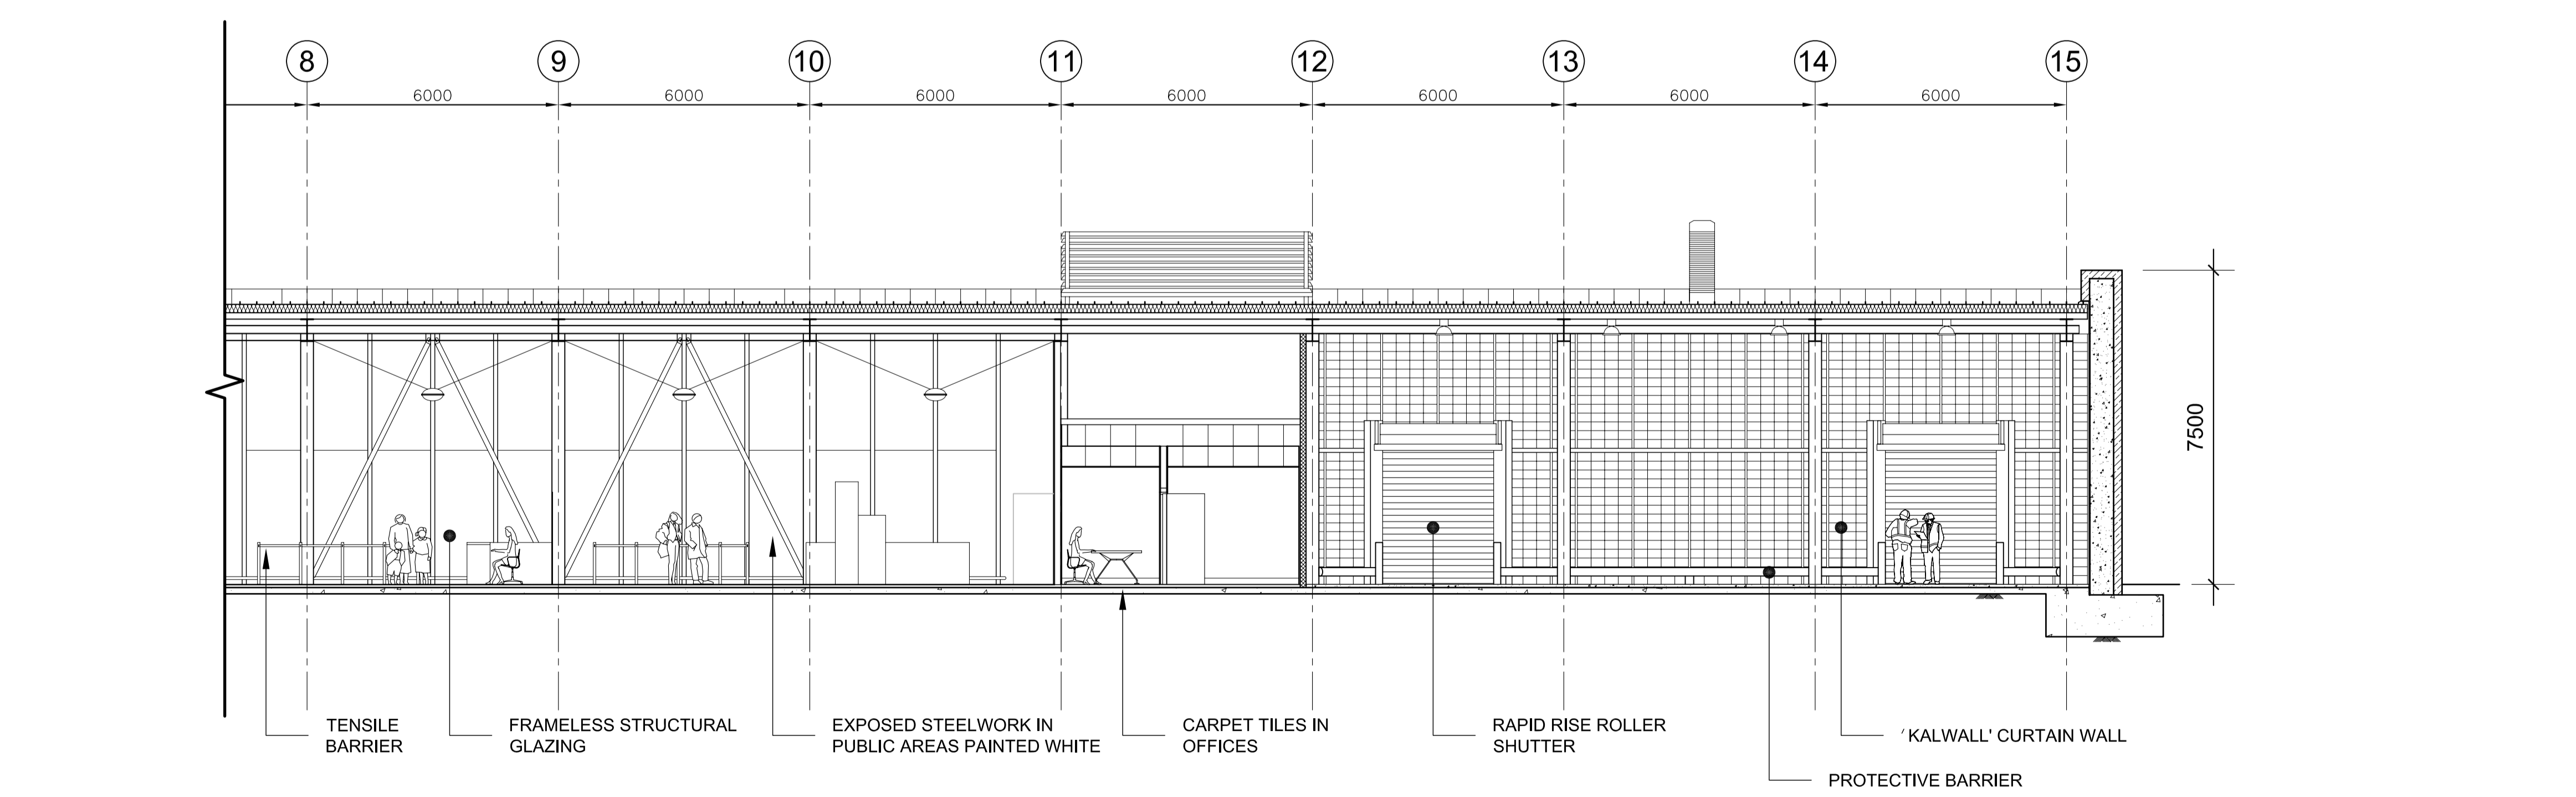 8 9 10 11 12 13 14 15
6000 6000 6000 6000 6000 6000 6000
7500
TENSILE
BARRIER
FRAMELESS STRUCTURAL
GLAZING
EXPOSED STEELWORK IN
PUBLIC AREAS PAINTED WHITE
CARPET TILES IN
OFFICES
RAPID RISE ROLLER
SHUTTER
'KALWALL' CURTAIN WALL
PROTECTIVE BARRIER